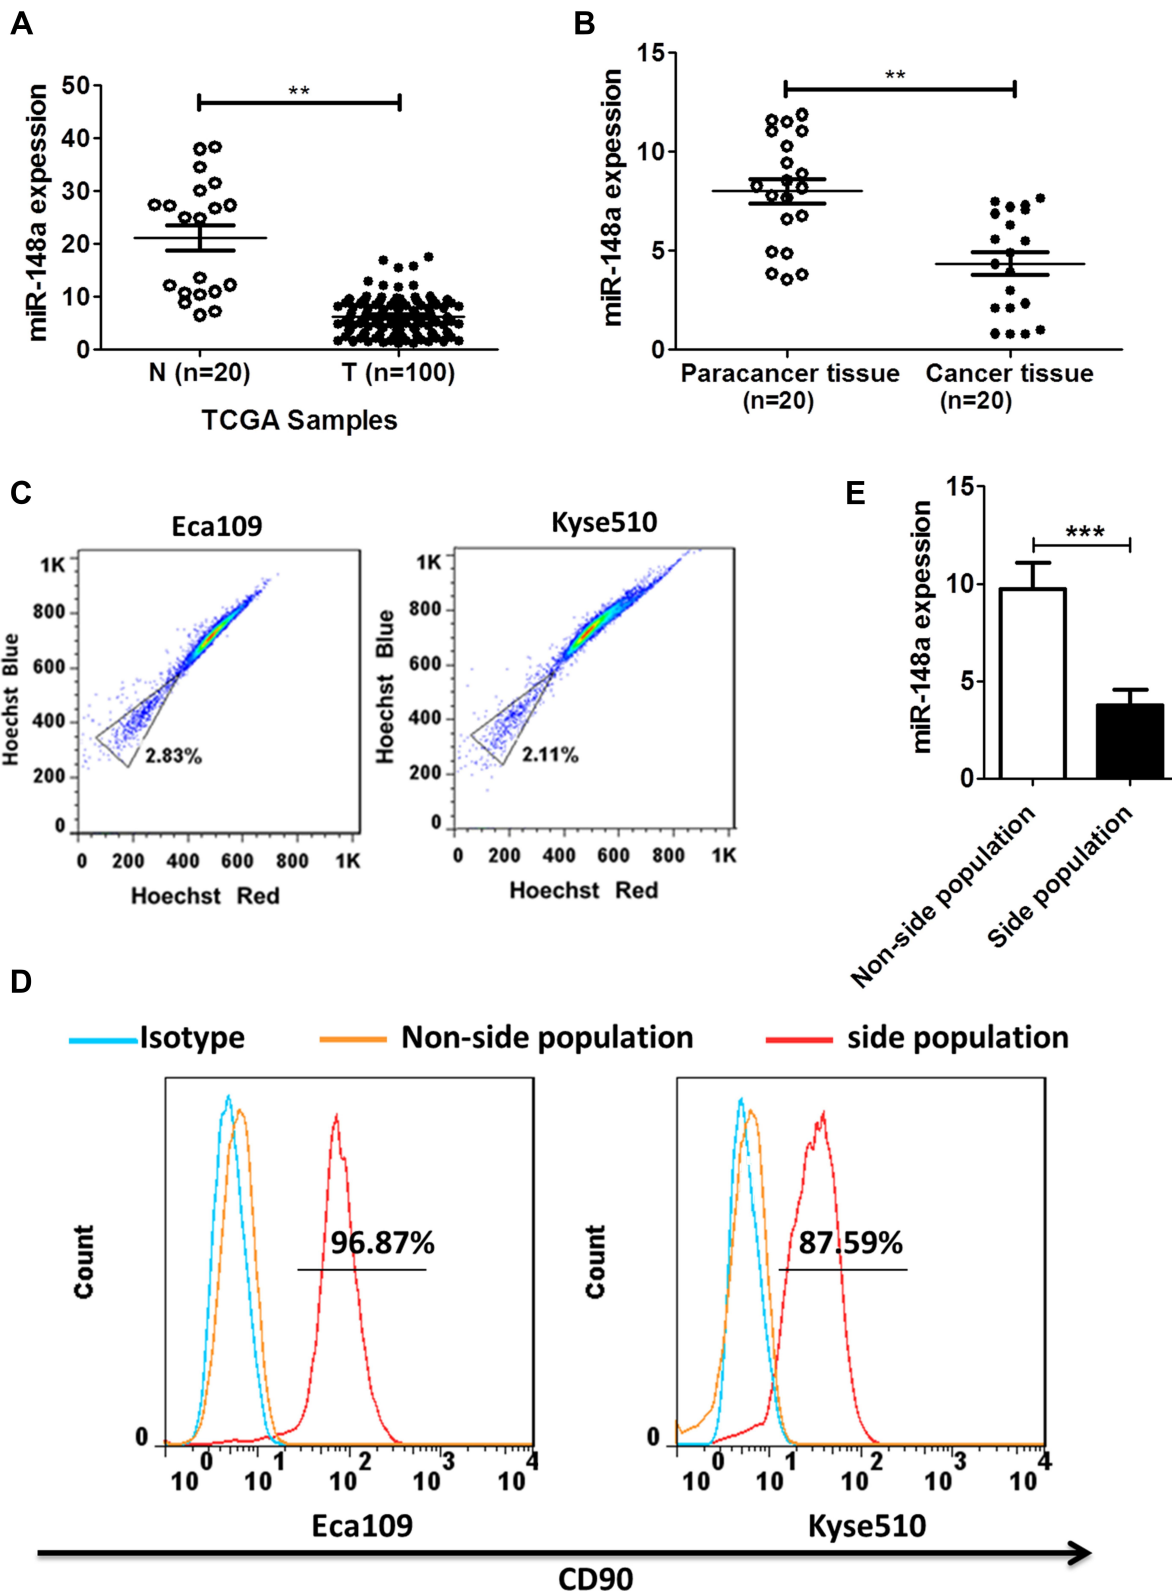 A
50
40
30
20
10
0
miR-148a expession
**
N (n=20)
T (n=100)
TCGA Samples
B
15
10
5
0
miR-148a expession
**
Paracancer tissue
(n=20)
Cancer tissue
(n=20)
C
Eca109
1K
800
600
400
200
0
Hoechst Blue
2.83%
0 200 400 600 800 1K
Hoechst Red
Kyse510
1K
800
600
400
200
0
Hoechst Blue
2.11%
0 200 400 600 800 1K
Hoechst Red
E
15
10
5
0
miR-148a expession
***
Non-side population
Side population
D
Isotype
Non-side population
side population
Count
0
96.87%
10^0 10^1 10^2 10^3 10^4
Eca109
Count
0
87.59%
10^0 10^1 10^2 10^3 10^4
Kyse510
CD90